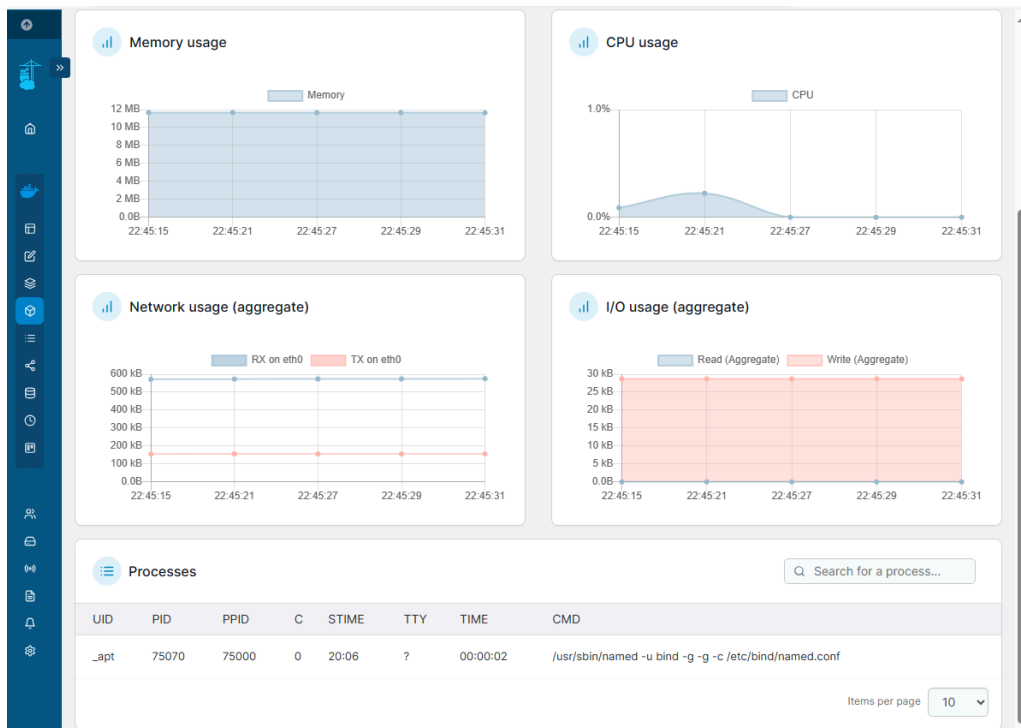 Memory usage
CPU usage
Memory
12 MB
10 MB
8 MB
6 MB
4 MB
2 MB
0.0B
22:45:15 22:45:21 22:45:27 22:45:29 22:45:31
CPU
1.0%
0.0%
22:45:15 22:45:21 22:45:27 22:45:29 22:45:31
Network usage (aggregate)
I/O usage (aggregate)
RX on eth0 TX on eth0
600 kB
500 kB
400 kB
300 kB
200 kB
100 kB
0.0B
22:45:15 22:45:21 22:45:27 22:45:29 22:45:31
Read (Aggregate) Write (Aggregate)
30 kB
25 kB
20 kB
15 kB
10 kB
5 kB
0.0B
22:45:15 22:45:21 22:45:27 22:45:29 22:45:31
Processes
Search for a process...
UID PID PPID C STIME TTY TIME CMD
_apt 75070 75000 0 20:06 ? 00:00:02 /usr/sbin/named -u bind -g -g -c /etc/bind/named.conf
Items per page 10